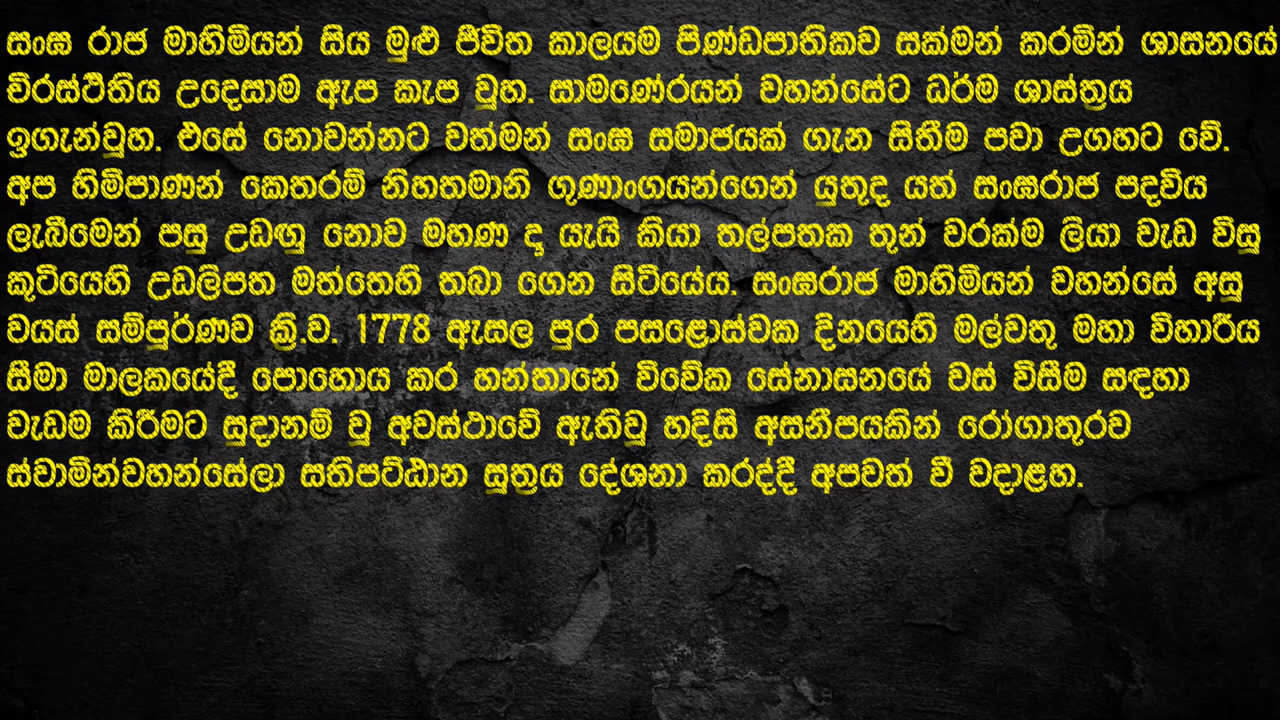 සංඝ රාජ මාහිමියන් සිය මුළු ජීවිත කාලයම පිණ්ඩපාතිකව සක්මන් කරමින් ශාසනයේ
චිරස්ථිතිය උදෙසාම ඇප කැප වූහ. සාමණේරයන් වහන්සේට ධර්ම ශාස්ත්‍රය
ඉගැන්වූහ. එසේ නොවන්නට වත්මන් සංඝ සමාජයක් ගැන සිතීම පවා උගහට වේ.
අප හිමිපාණන් කෙතරම් නිහතමානි ගුණාංගයන්ගෙන් යුතුද යත් සංඝරාජ පදවිය
ලැබීමෙන් පසු උඩඟු නොව මහණ දෑ යැයි කියා තල්පතක තුන් වරක්ම ලියා වැඩ විසූ
කුටියෙහි උඩලිපත මත්තෙහි තබා ගෙන සිටියේය. සංඝරාජ මාහිමියන් වහන්සේ අසූ
වයස් සම්පූර්ණව ක්‍රි.ව. 1778 ඇසල පුර පසළොස්වක දිනයෙහි මල්වතු මහා විහාරීය
සීමා මාලකයේදී පොහොය කර හන්තානේ විවේක සේනාසනයේ වස් විසීම සඳහා
වැඩම කිරීමට සුදානම් වූ අවස්ථාවේ ඇතිවූ හදිසි අසනීපයකින් රෝගාතුරව
ස්වාමින්වහන්සේලා සතිපට්ඨාන සූත්‍රය දේශනා කරද්දී අපවත් වී වදාළහ.